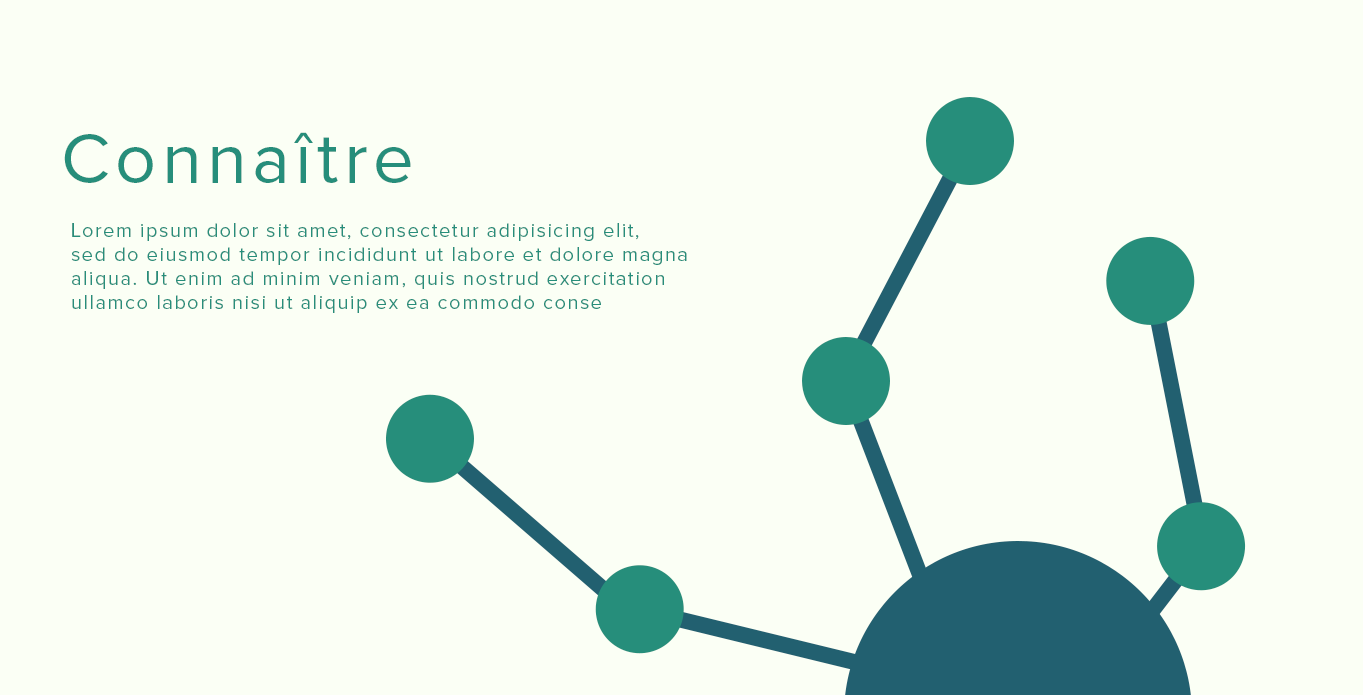 Connaître
Lorem ipsum dolor sit amet, consectetur adipisicing elit,
sed do eiusmod tempor incididunt ut labore et dolore magna
aliqua. Ut enim ad minim veniam, quis nostrud exercitation
ullamco laboris nisi ut aliquip ex ea commodo conse